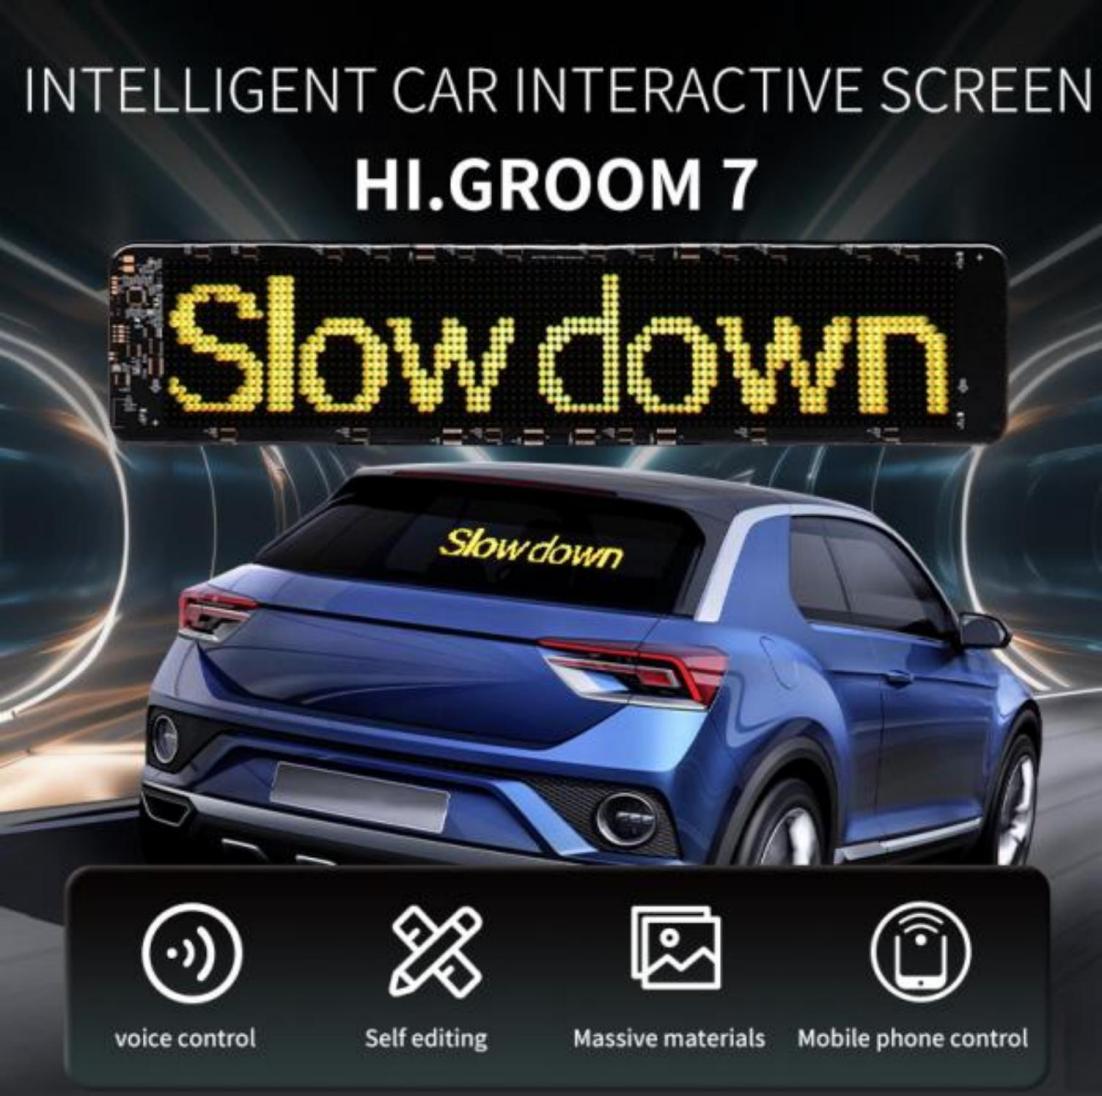 INTELLIGENT CAR INTERACTIVE SCREEN
HI.GROOM 7
Slow down
Slow down
voice control
Self editing
Massive materials
Mobile phone control